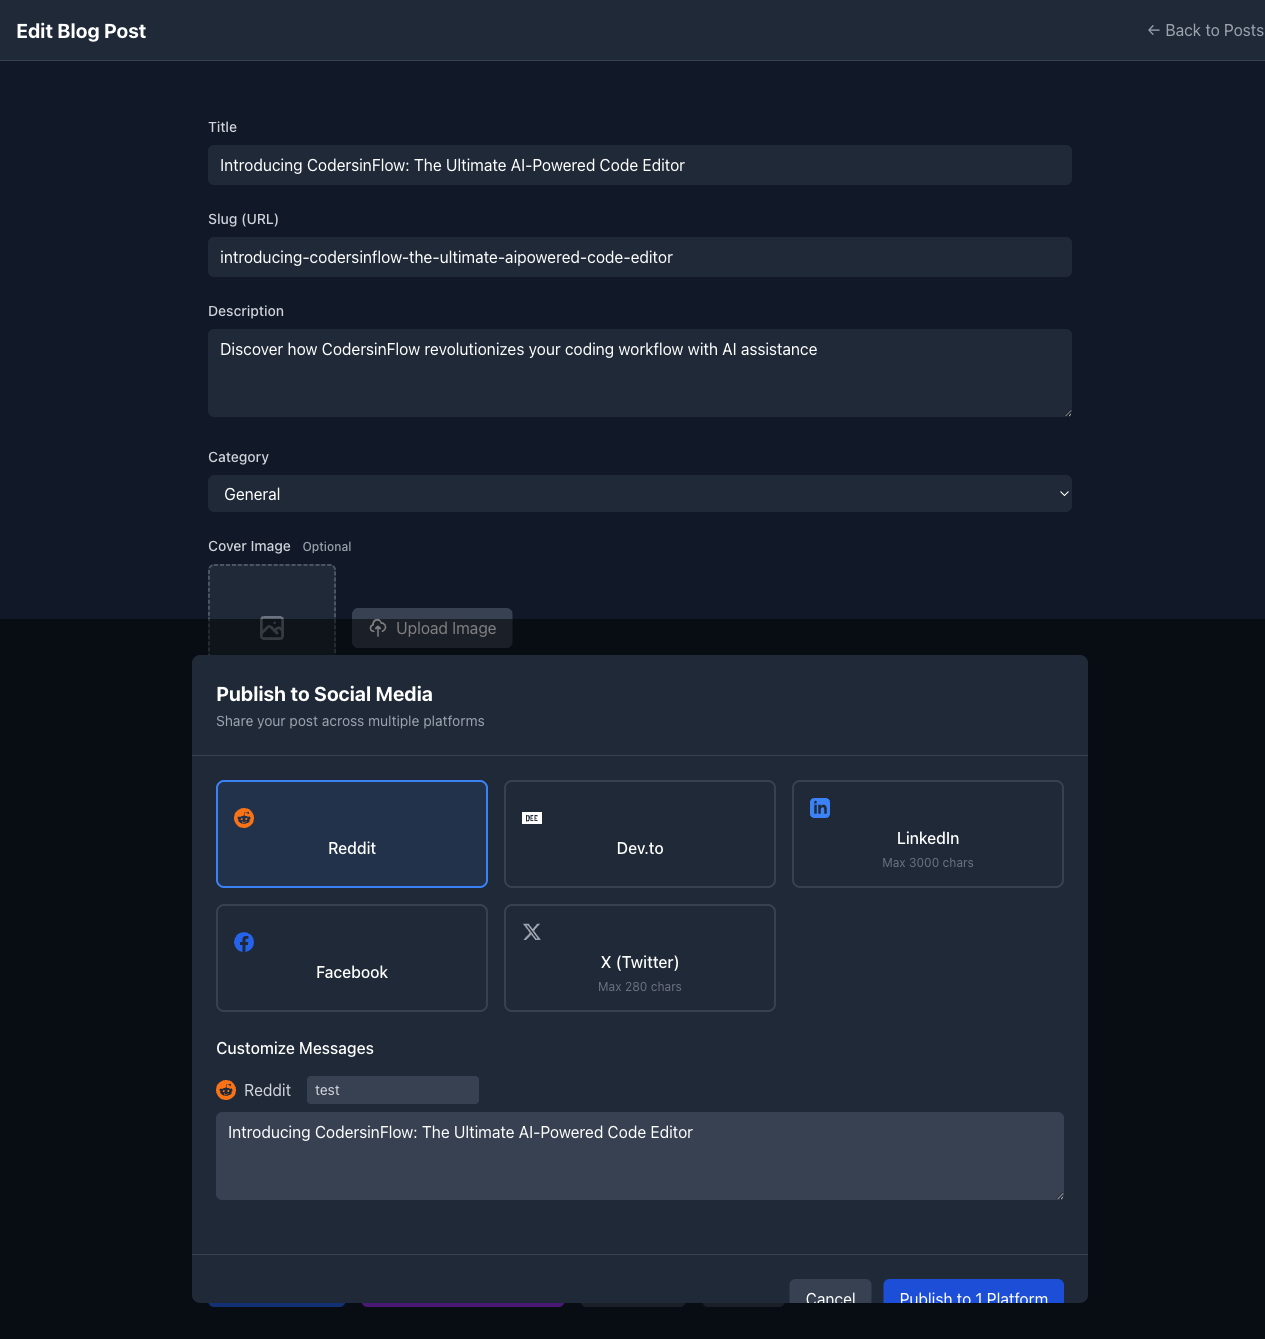 Edit Blog Post
← Back to Posts
Title
Introducing CodersinFlow: The Ultimate AI-Powered Code Editor
Slug (URL)
introducing-codersinflow-the-ultimate-aipowered-code-editor
Description
Discover how CodersinFlow revolutionizes your coding workflow with AI assistance
Category
General
Cover Image Optional
Upload Image
Publish to Social Media
Share your post across multiple platforms
Reddit
DEV
Dev.to
in
LinkedIn
Max 3000 chars
Facebook
X (Twitter)
Max 280 chars
Customize Messages
Reddit test
Introducing CodersinFlow: The Ultimate AI-Powered Code Editor
Cancel
Publish to 1 Platform